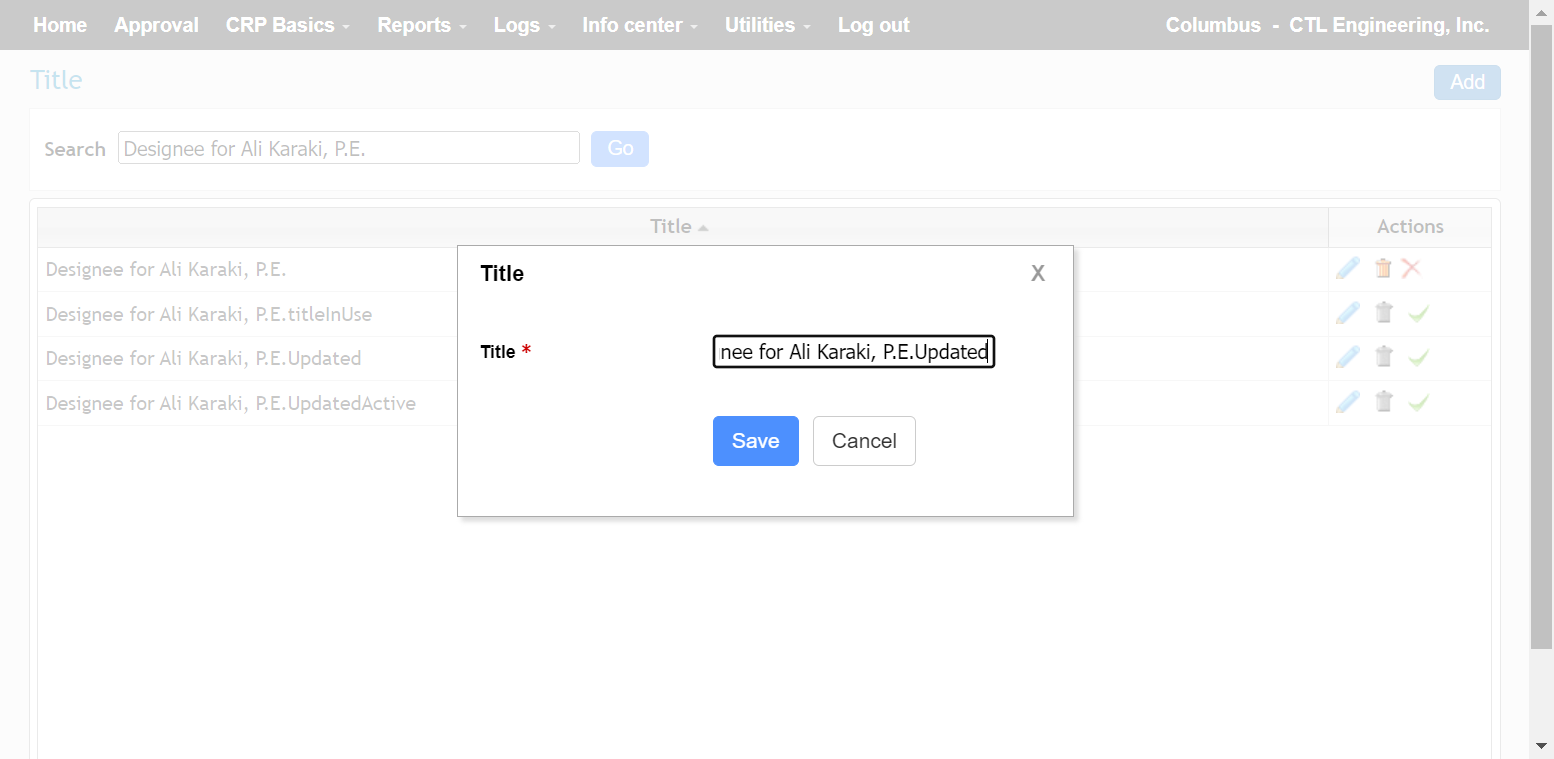 Home Approval CRP Basics Reports Logs Info center Utilities Log out Columbus - CTL Engineering, Inc.
Title
Add
Search Designee for Ali Karaki, P.E. Go
Title Actions
Designee for Ali Karaki, P.E.
Designee for Ali Karaki, P.E.titleInUse
Designee for Ali Karaki, P.E.Updated
Designee for Ali Karaki, P.E.UpdatedActive
Title X
Title * nee for Ali Karaki, P.E.Updated
Save Cancel